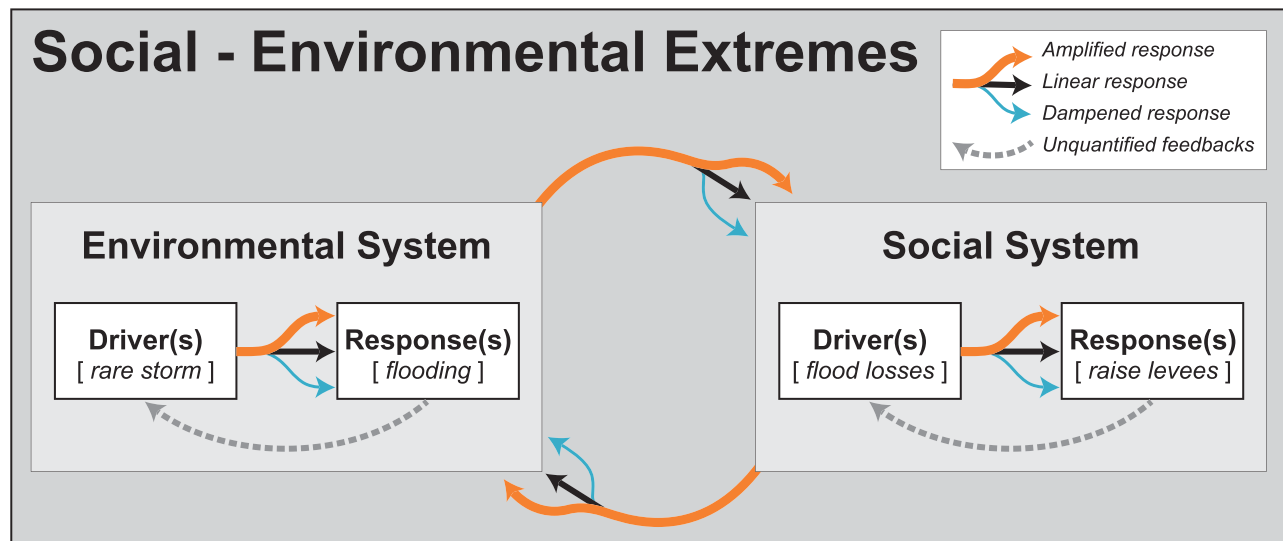 Social - Environmental Extremes
Amplified response
Linear response
Dampened response
Unquantified feedbacks
Environmental System
Driver(s)
[ rare storm ]
Response(s)
[ flooding ]
Social System
Driver(s)
[ flood losses ]
Response(s)
[ raise levees ]